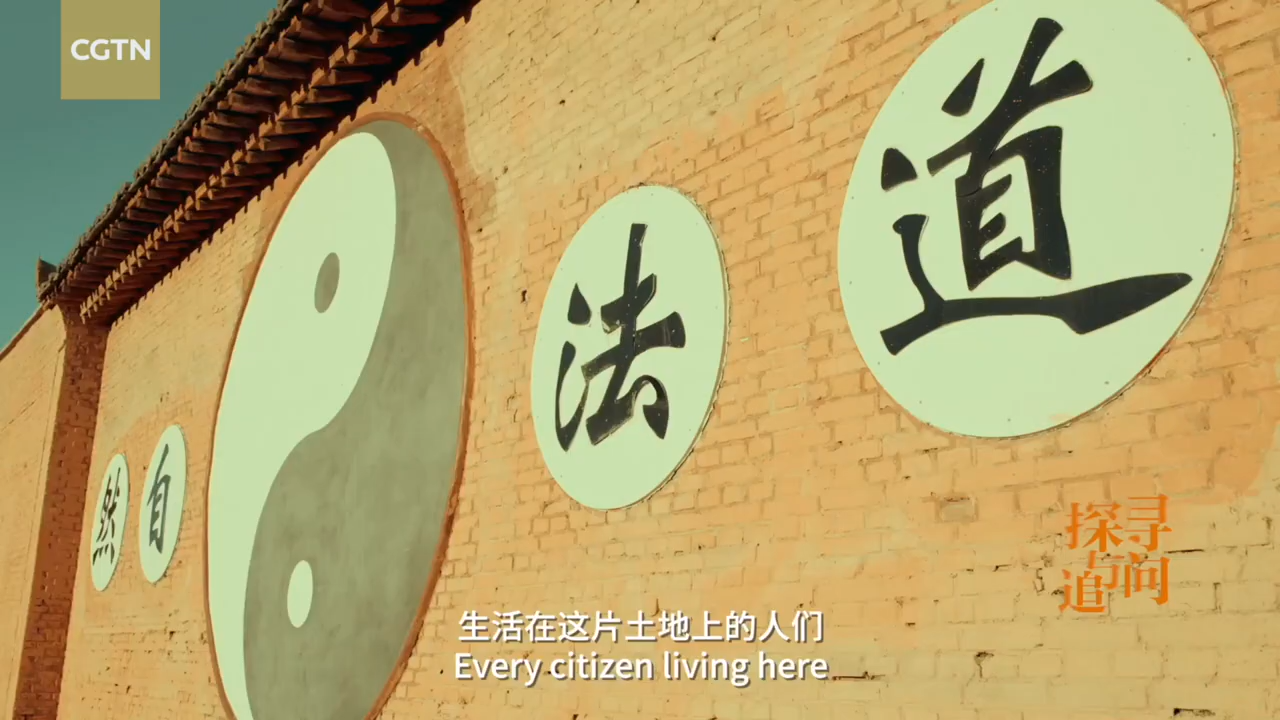 CGTN
道法自然
探寻
与
追问
生活在这片土地上的人们
Every citizen living here